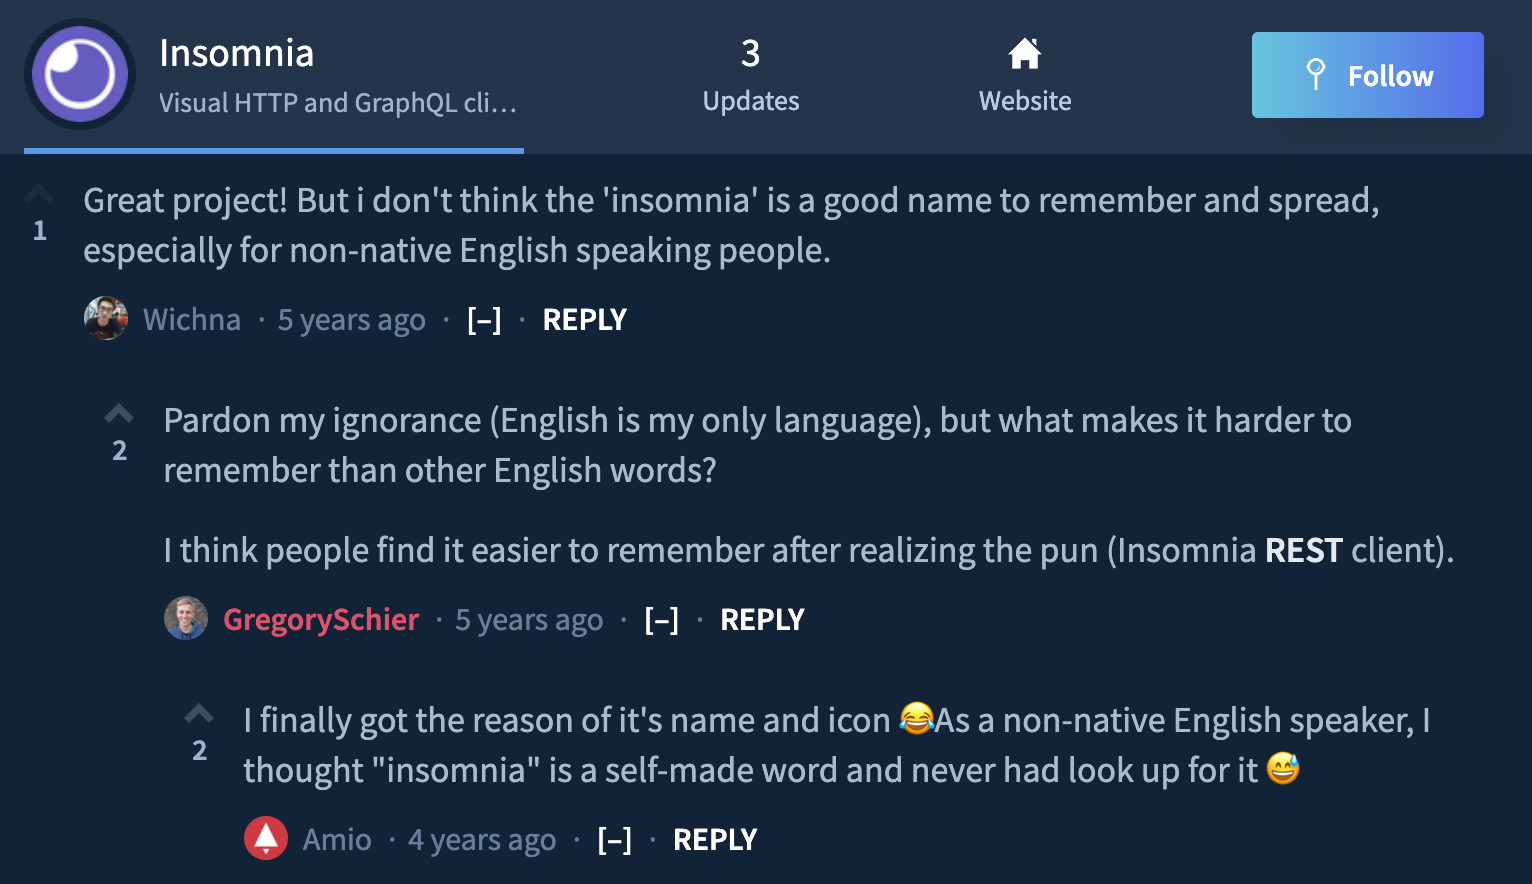 Insomnia
Visual HTTP and GraphQL cli...
3
Updates
Website
Follow
1
Great project! But i don't think the 'insomnia' is a good name to remember and spread,
especially for non-native English speaking people.
Wichna · 5 years ago · [–] · REPLY
2
Pardon my ignorance (English is my only language), but what makes it harder to
remember than other English words?
I think people find it easier to remember after realizing the pun (Insomnia REST client).
GregorySchier · 5 years ago · [–] · REPLY
2
I finally got the reason of it's name and icon 😂As a non-native English speaker, I
thought "insomnia" is a self-made word and never had look up for it 😅
Amio · 4 years ago · [–] · REPLY